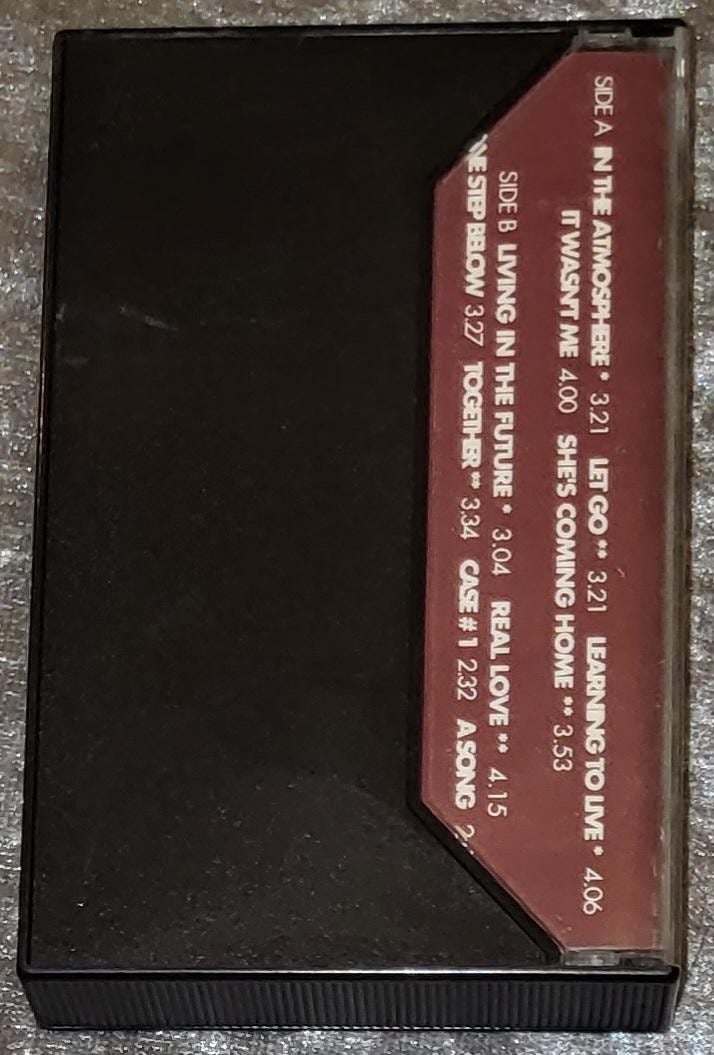 SIDE A IN THE ATMOSPHERE * 3.21 LET GO ** 3.21 LEARNING TO LIVE * 4.06
IT WASN'T ME 4.00 SHE'S COMING HOME ** 3.53
SIDE B LIVING IN THE FUTURE * 3.04 REAL LOVE ** 4.15
STEP BELOW 3.27 TOGETHER ** 3.34 CASE # 1 2.32 A SONG